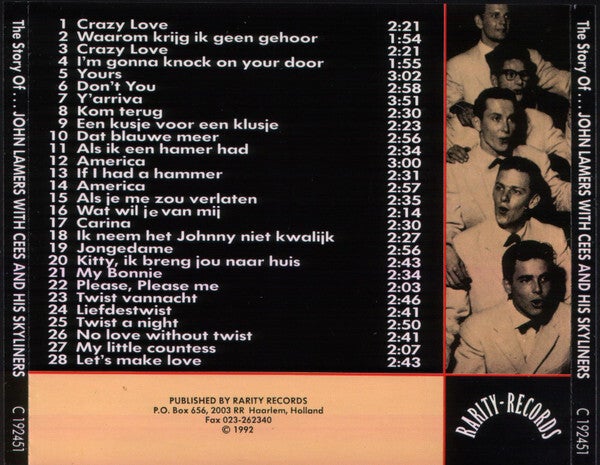 The Story Of... JOHN LAMERS WITH CEES AND HIS SKYLINERS C 192451
1 Crazy Love 2:21
2 Waarom krijg ik geen gehoor 1:54
3 Crazy Love 2:21
4 I'm gonna knock on your door 1:55
5 Yours 3:02
6 Don't You 2:58
7 Y'arriva 3:51
8 Kom terug 2:30
9 Een kusje voor een klusje 2:23
10 Dat blauwe meer 2:56
11 Als ik een hamer had 2:34
12 America 3:00
13 If I had a hammer 2:31
14 America 2:57
15 Als je me zou verlaten 2:35
16 Wat wil je van mij 2:14
17 Carina 2:30
18 Ik neem het Johnny niet kwalijk 2:27
19 Jongedame 2:56
20 Kitty, ik breng jou naar huis 2:43
21 My Bonnie 2:34
22 Please, Please me 2:03
23 Twist vannacht 2:46
24 Liefdestwist 2:41
25 Twist a night 2:50
26 No love without twist 2:41
27 My little countess 2:07
28 Let's make love 2:43
PUBLISHED BY RARITY RECORDS
P.O. Box 656, 2003 RR Haarlem, Holland
Fax 023-262340
© 1992
RARITY-RECORDS
The Story Of... JOHN LAMERS WITH CEES AND HIS SKYLINERS C 192451